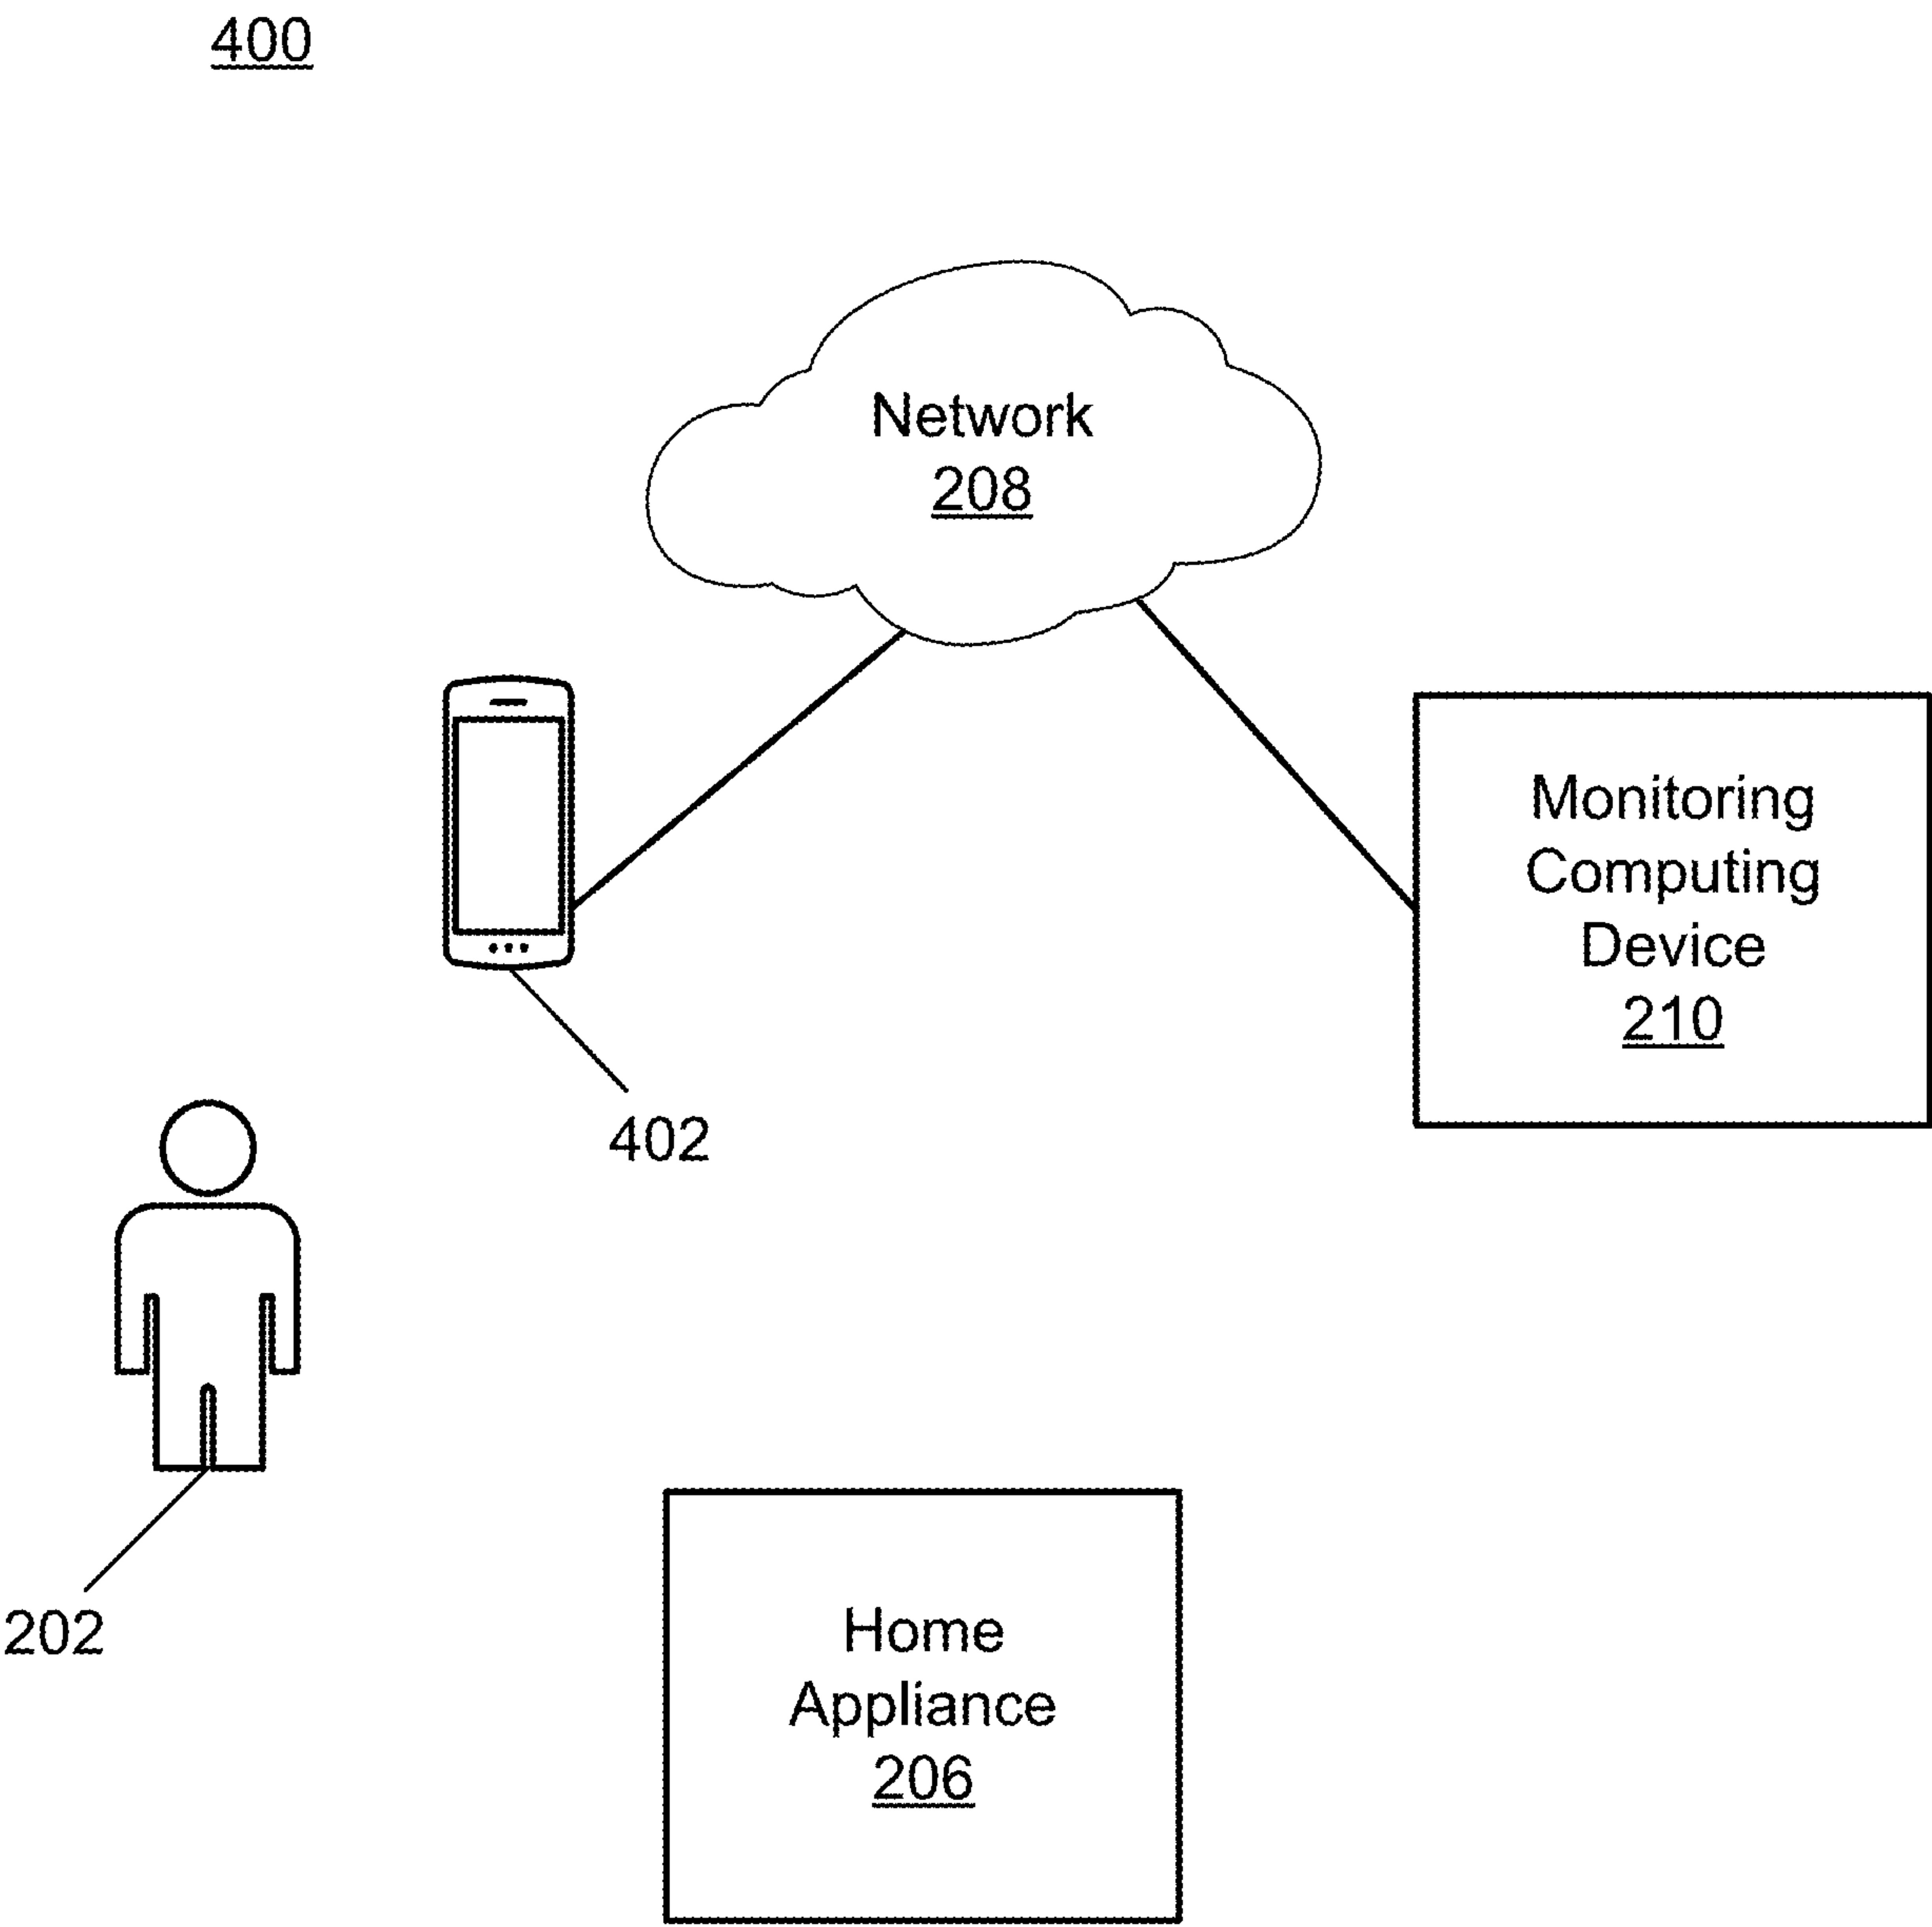 400
Network
208
Monitoring
Computing
Device
210
402
202
Home
Appliance
206